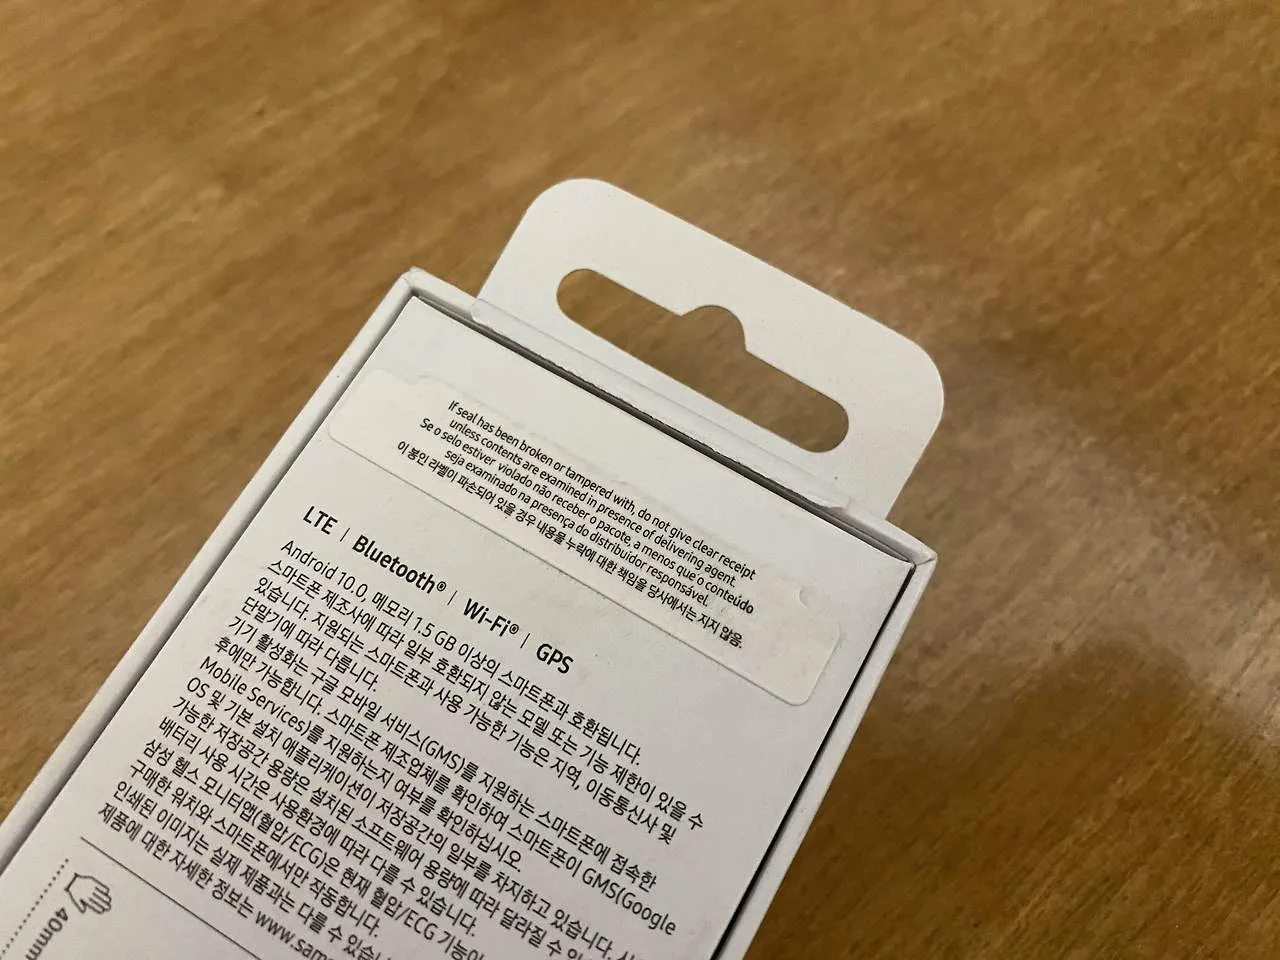 If seal has been broken or tampered with, do not give clear receipt
unless contents are examined in presence of delivering agent.
Se o selo estiver violado não receber o pacote, a menos que o conteúdo
seja examinado na presença do distribuidor responsável.
이 봉인 라벨이 파손되어 있을 경우 내용물 누락에 대한 책임을 당사에서는 지지 않음.
LTE | Bluetooth® | Wi-Fi® | GPS
Android 10.0, 메모리 1.5 GB 이상의 스마트폰과 호환됩니다.
스마트폰 제조사에 따라 일부 호환되지 않는 모델 또는 기능 제한이 있을 수
있습니다. 지원되는 스마트폰과 사용 가능한 기능은 지역, 이동통신사 및
단말기에 따라 다릅니다.
기기 활성화는 구글 모바일 서비스(GMS)를 지원하는 스마트폰에 접속한
후에만 가능합니다. 스마트폰 제조업체를 확인하여 스마트폰이 GMS(Google
Mobile Services)를 지원하는지 여부를 확인하십시오.
OS 및 기본 설치 애플리케이션이 저장공간의 일부를 차지하고 있습니다. 사
가능한 저장공간 용량은 설치된 소프트웨어 용량에 따라 달라질 수 있
배터리 사용 시간은 사용환경에 따라 다를 수 있습니다.
삼성 헬스 모니터앱(혈압/ECG)은 현재 혈압/ECG 기능이
구매한 워치와 스마트폰에서만 작동합니다.
인쇄된 이미지는 실제 제품과는 다를 수 있습니
제품에 대한 자세한 정보는 www.sams
40mm